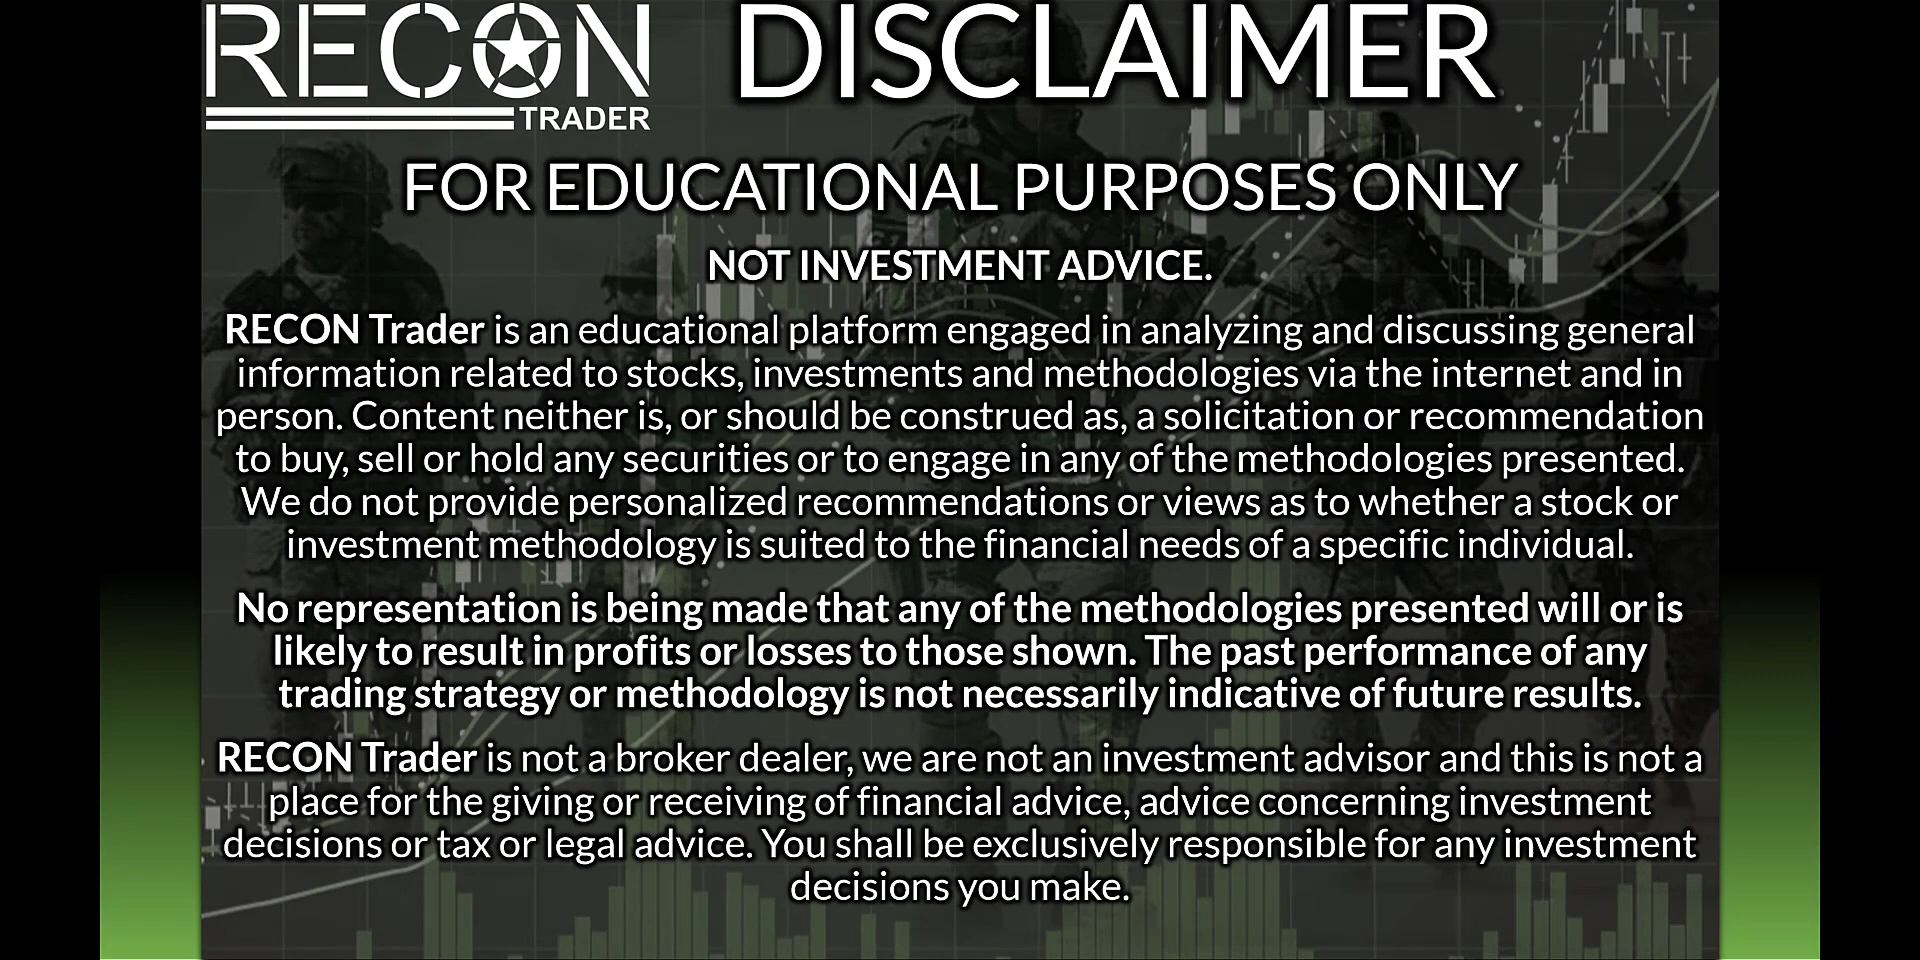 RECON
TRADER
DISCLAIMER
FOR EDUCATIONAL PURPOSES ONLY
NOT INVESTMENT ADVICE.
RECON Trader is an educational platform engaged in analyzing and discussing general
information related to stocks, investments and methodologies via the internet and in
person. Content neither is, or should be construed as, a solicitation or recommendation
to buy, sell or hold any securities or to engage in any of the methodologies presented.
We do not provide personalized recommendations or views as to whether a stock or
investment methodology is suited to the financial needs of a specific individual.
No representation is being made that any of the methodologies presented will or is
likely to result in profits or losses to those shown. The past performance of any
trading strategy or methodology is not necessarily indicative of future results.
RECON Trader is not a broker dealer, we are not an investment advisor and this is not a
place for the giving or receiving of financial advice, advice concerning investment
decisions or tax or legal advice. You shall be exclusively responsible for any investment
decisions you make.